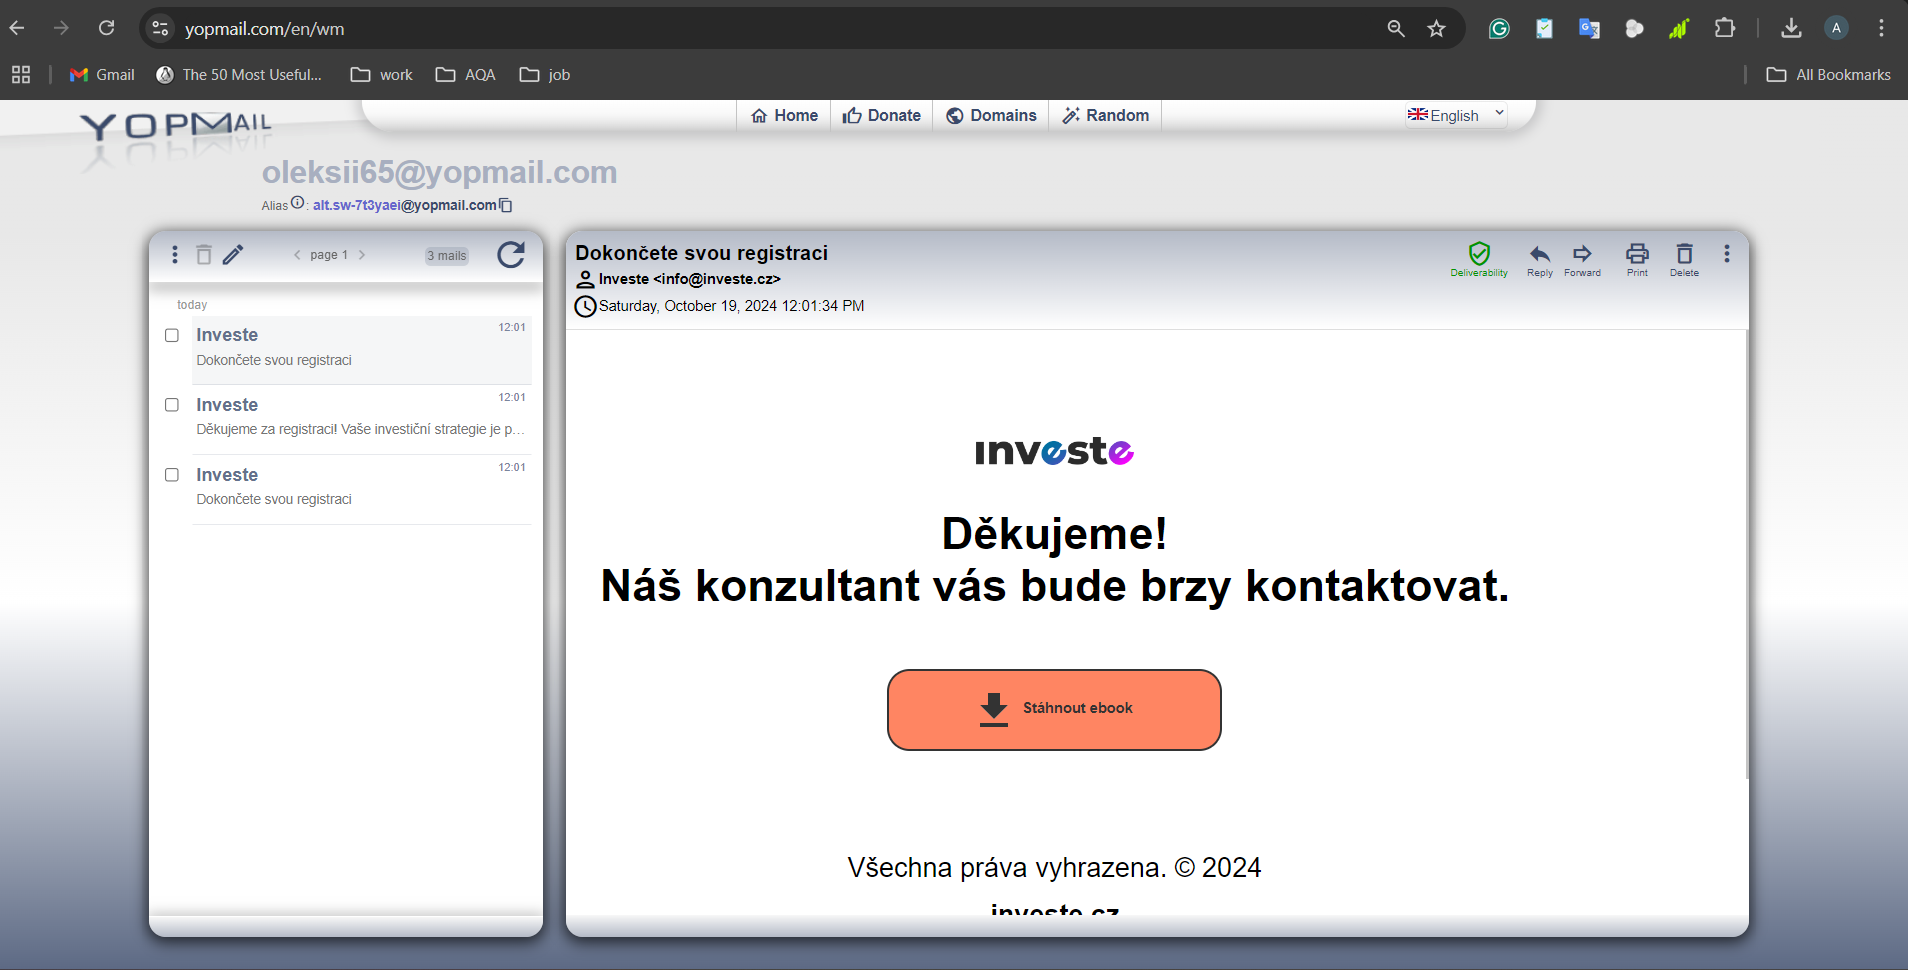 yopmail.com/en/wm
A
Gmail
The 50 Most Useful...
work
AQA
job
All Bookmarks
YOPMAIL
Home
Donate
Domains
Random
English
oleksii65@yopmail.com
Alias : alt.sw-7t3yaei@yopmail.com
page 1
3 mails
today
Investe
12:01
Dokončete svou registraci
Investe
12:01
Děkujeme za registraci! Vaše investiční strategie je p...
Investe
12:01
Dokončete svou registraci
Dokončete svou registraci
Investe <info@investe.cz>
Saturday, October 19, 2024 12:01:34 PM
Deliverability
Reply
Forward
Print
Delete
investe
Děkujeme!
Náš konzultant vás bude brzy kontaktovat.
Stáhnout ebook
Všechna práva vyhrazena. © 2024
investe.cz